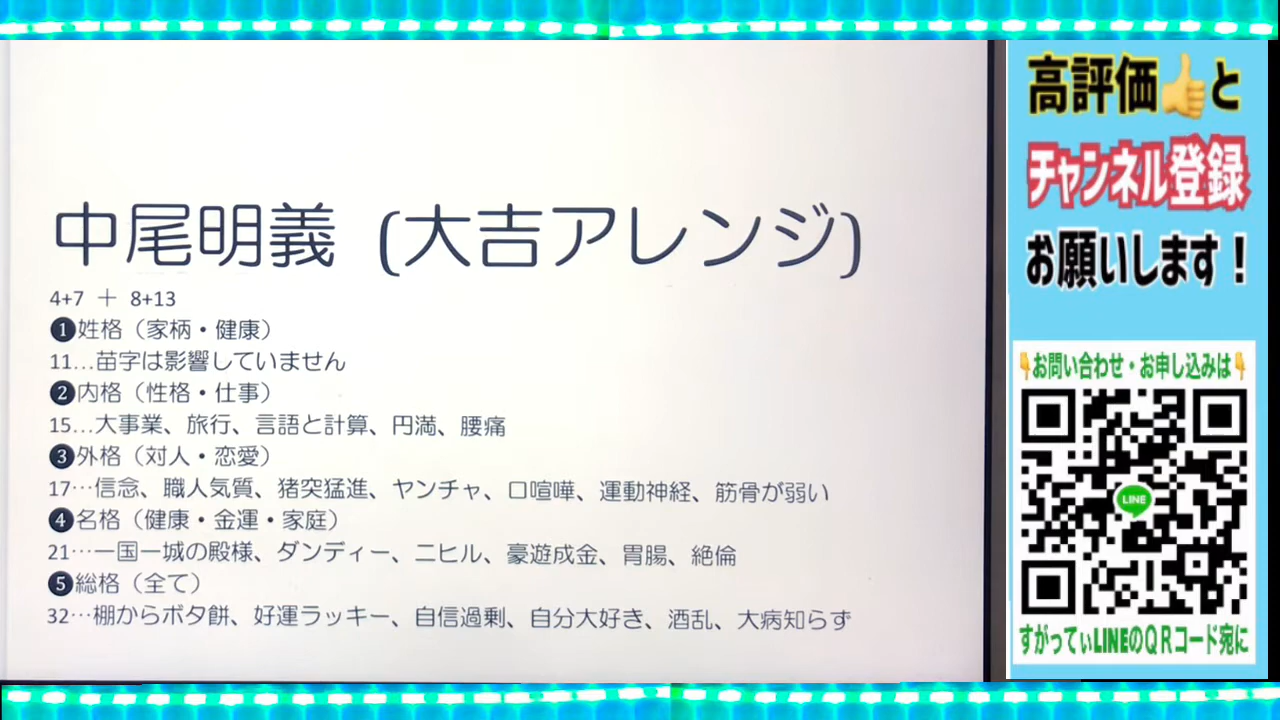 中尾明義 (大吉アレンジ)
4+7 ＋ 8+13
❶姓格（家柄・健康）
11…苗字は影響していません
❷内格（性格・仕事）
15…大事業、旅行、言語と計算、円満、腰痛
❸外格（対人・恋愛）
17…信念、職人気質、猪突猛進、ヤンチャ、口喧嘩、運動神経、筋骨が弱い
❹名格（健康・金運・家庭）
21…一国一城の殿様、ダンディー、ニヒル、豪遊成金、胃腸、絶倫
❺総格（全て）
32…棚からボタ餅、好運ラッキー、自信過剰、自分大好き、酒乱、大病知らず
高評価👍と
チャンネル登録
お願いします！
👇お問い合わせ・お申し込みは👇
LINE
すがってぃLINEのQRコード宛に